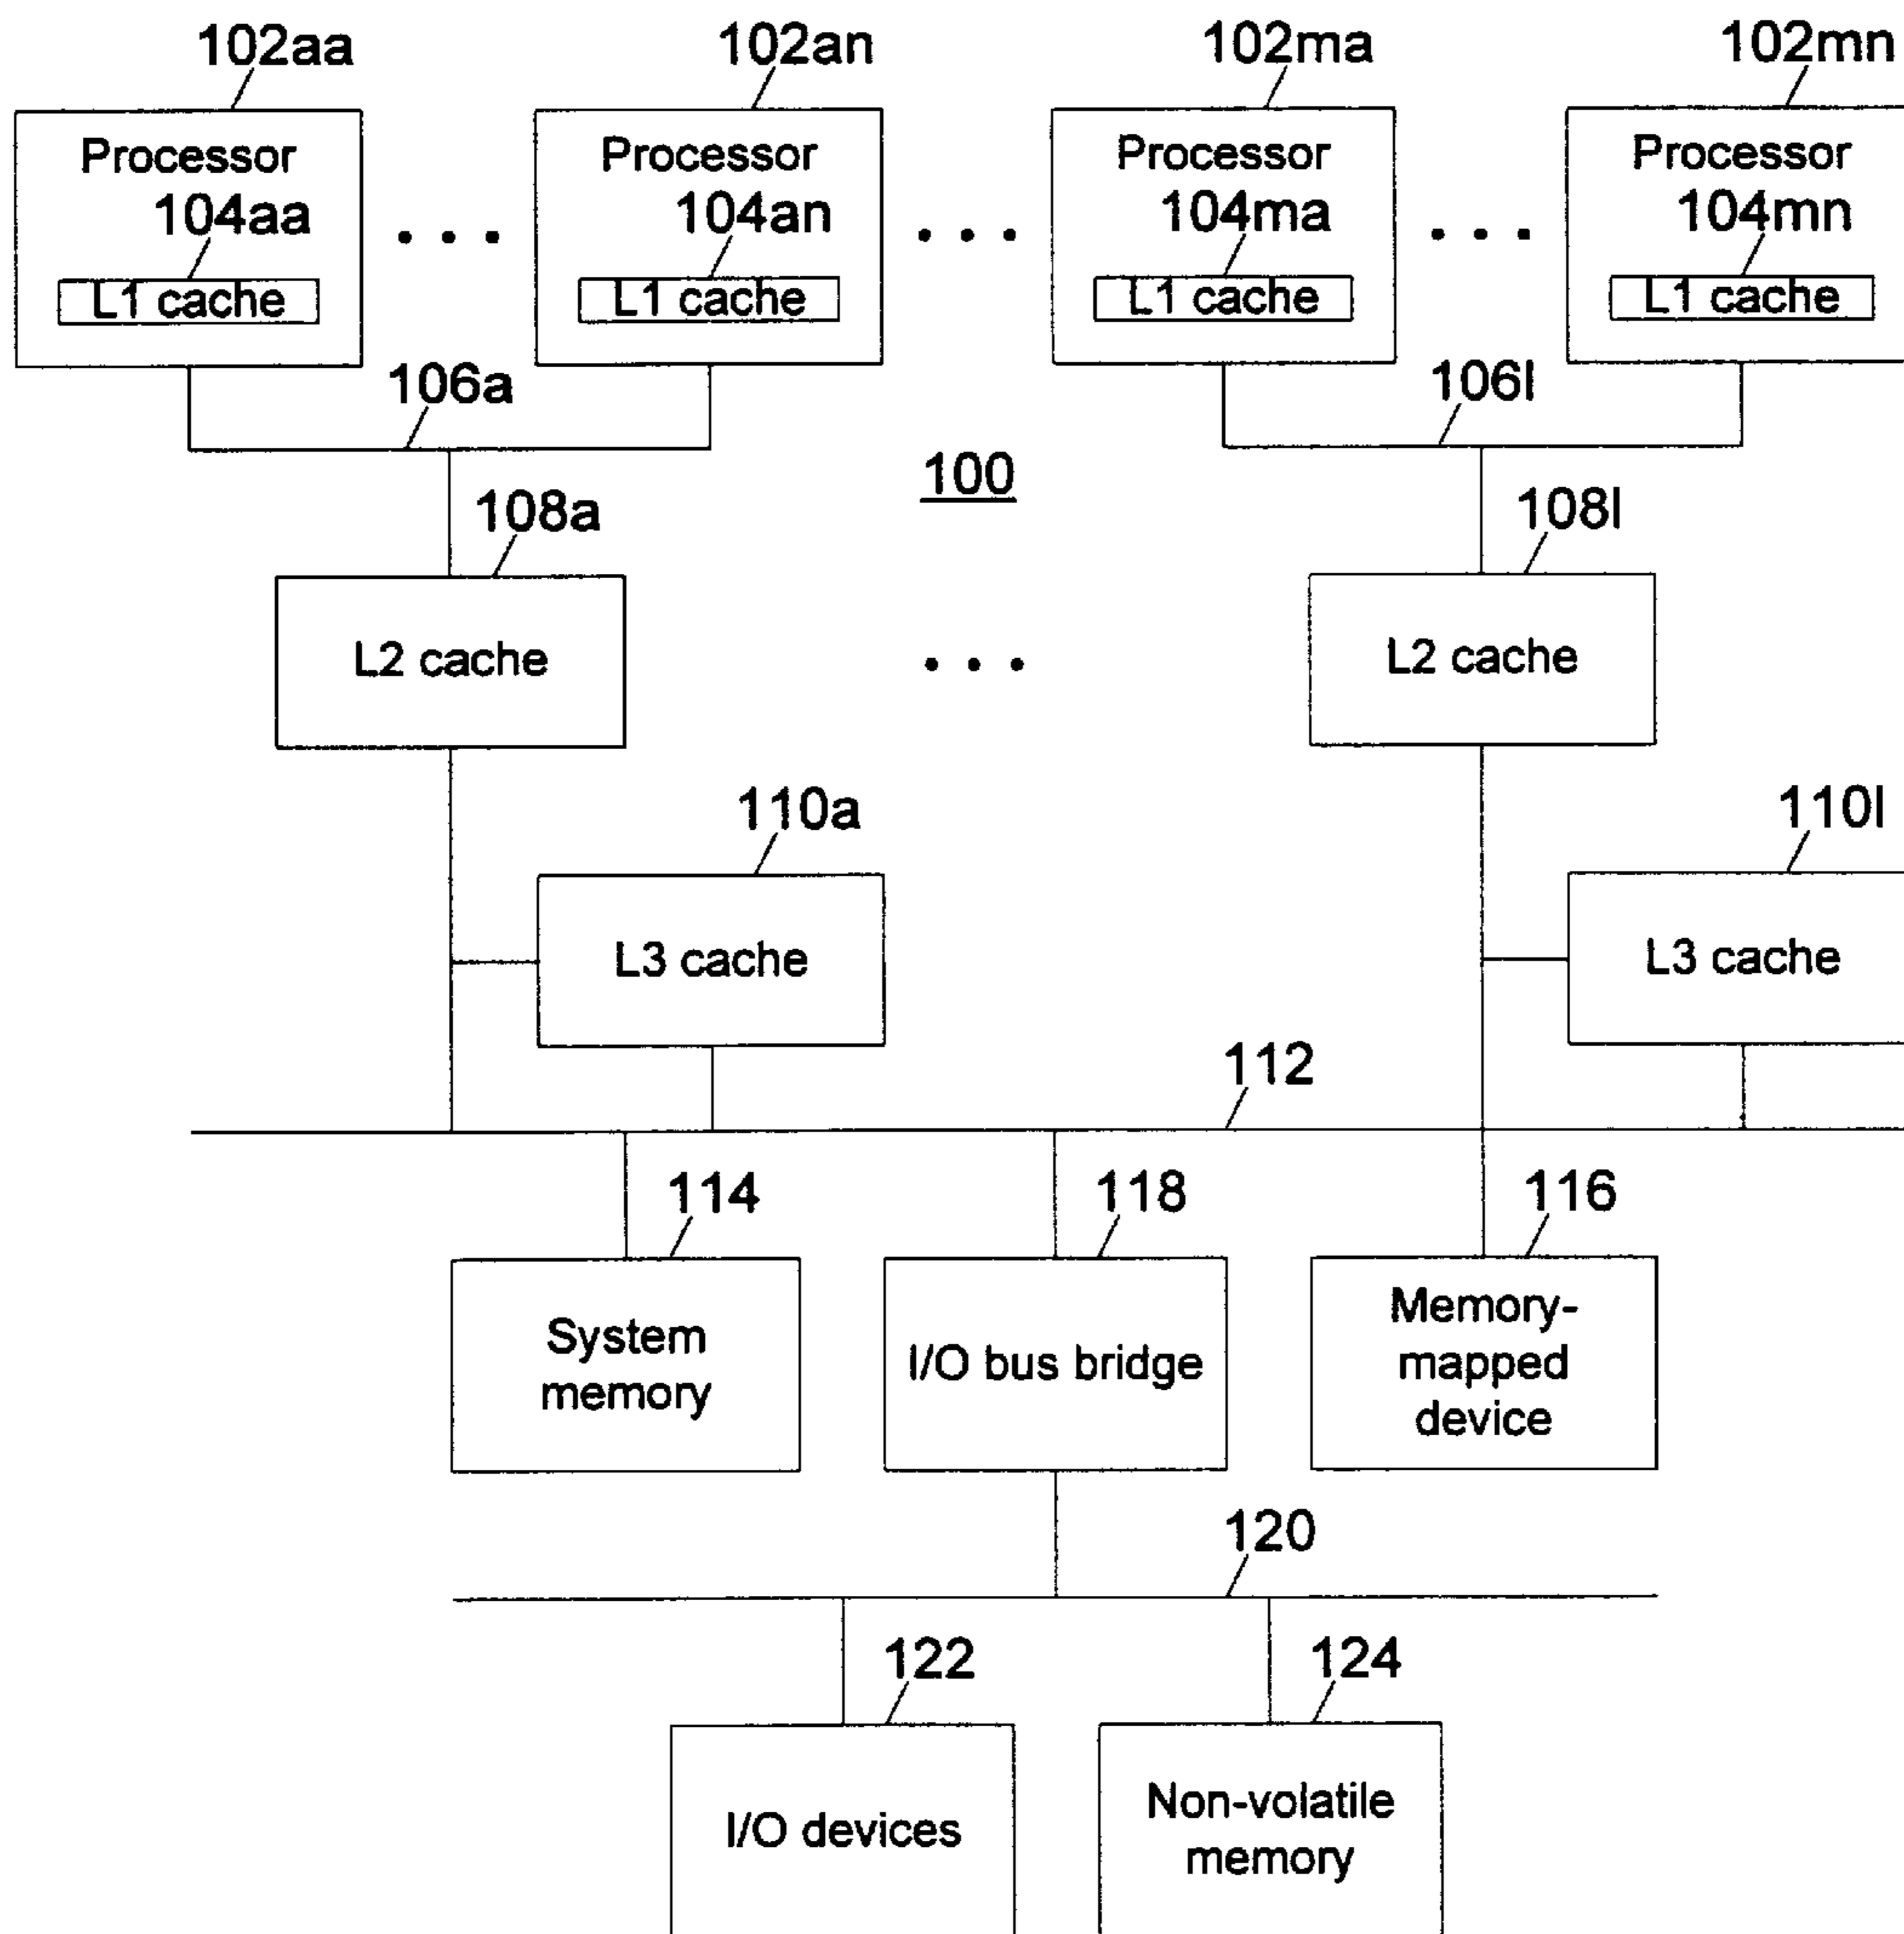 102aa 102an 102ma 102mn
Processor Processor Processor Processor
104aa 104an 104ma 104mn
L1 cache L1 cache L1 cache L1 cache
106a 106l
100
108a 108l
L2 cache L2 cache
110a 110l
L3 cache L3 cache
112
114 118 116
System
memory
I/O bus bridge
Memory-
mapped
device
120
122 124
I/O devices
Non-volatile
memory